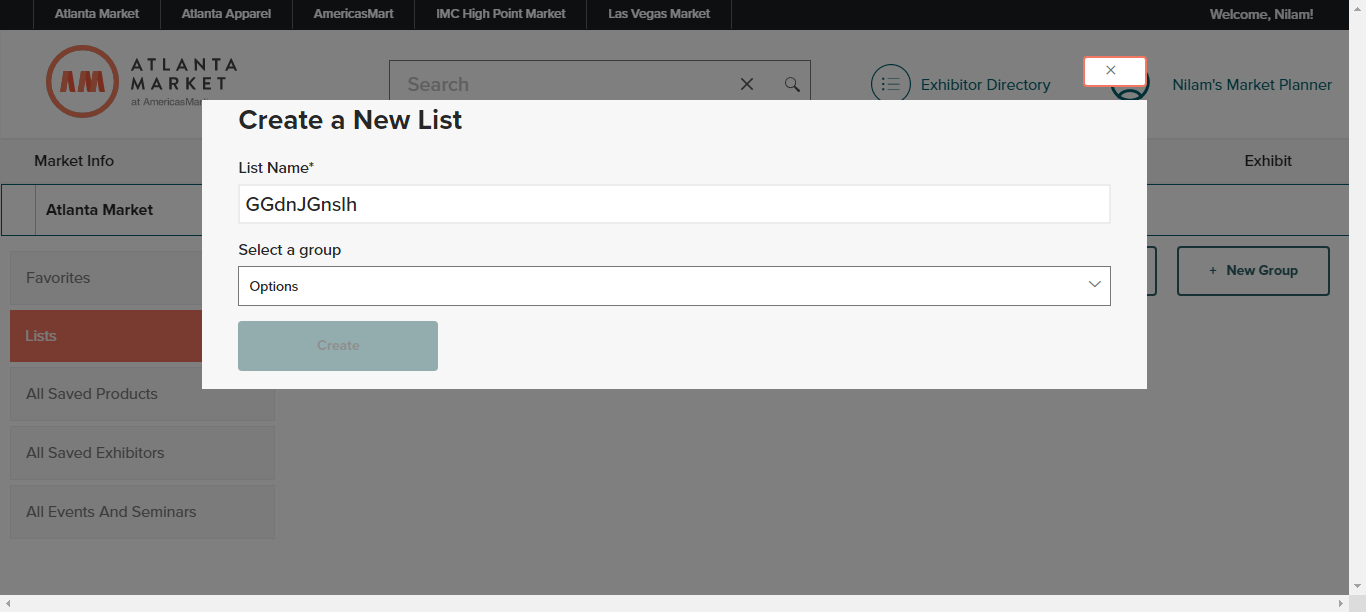 Atlanta Market
Atlanta Apparel
AmericasMart
IMC High Point Market
Las Vegas Market
Welcome, Nilam!
ATLANTA
MARKET
at AmericasMar
AM
Search
Exhibitor Directory
Nilam's Market Planner
Market Info
Exhibit
Atlanta Market
Create a New List
List Name*
GGdnJGnslh
Select a group
Options
Create
+ New Group
Favorites
Lists
All Saved Products
All Saved Exhibitors
All Events And Seminars